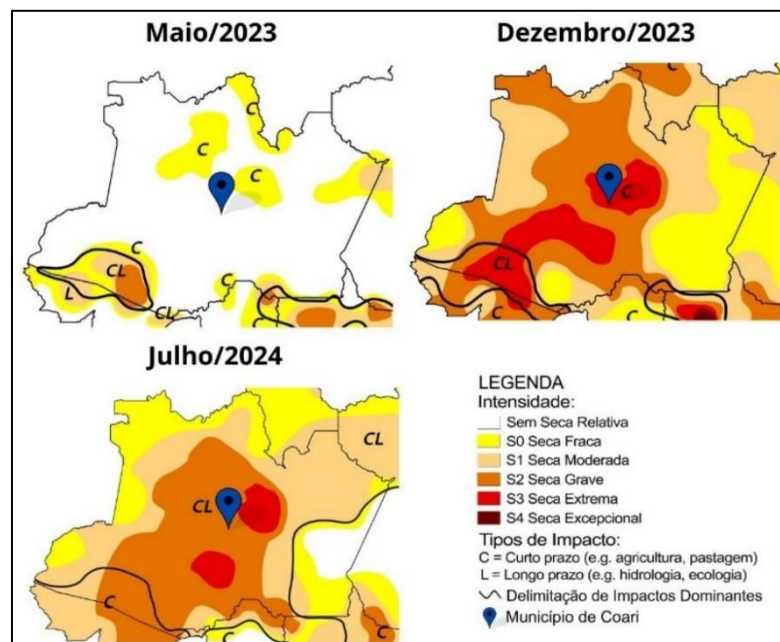 Maio/2023
C
C
C
C
CL
L
CL
C
C
Dezembro/2023
C
C
CL
C
C
Julho/2024
CL
CL
C
C
C
LEGENDA
Intensidade:
Sem Seca Relativa
S0 Seca Fraca
S1 Seca Moderada
S2 Seca Grave
S3 Seca Extrema
S4 Seca Excepcional
Tipos de Impacto:
C = Curto prazo (e.g. agricultura, pastagem)
L = Longo prazo (e.g. hidrologia, ecologia)
Delimitação de Impactos Dominantes
Município de Coari